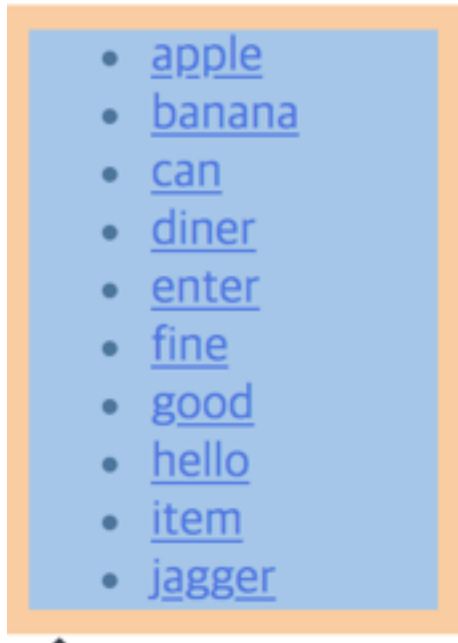 apple
banana
can
diner
enter
fine
good
hello
item
jagger